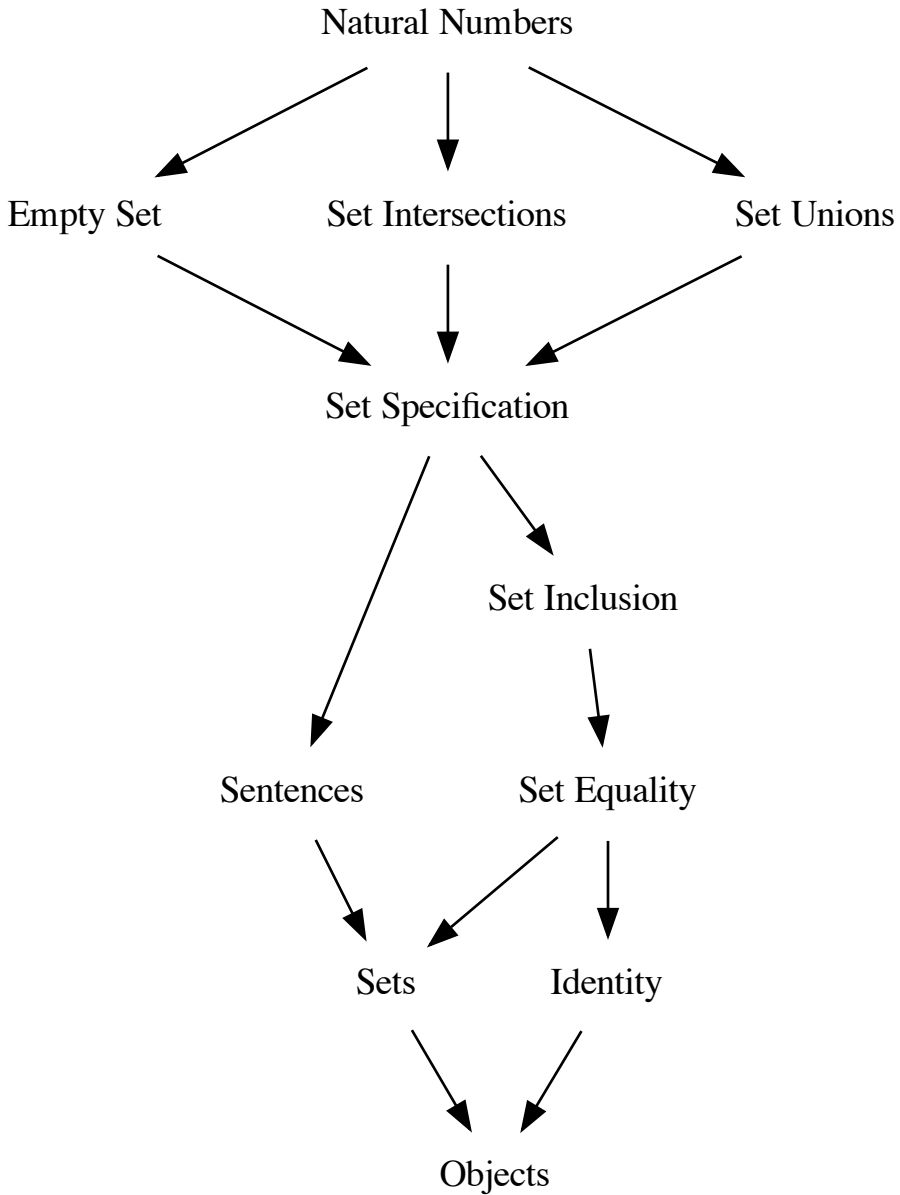 Natural Numbers
Empty Set
Set Intersections
Set Unions
Set Specification
Set Inclusion
Sentences
Set Equality
Sets
Identity
Objects